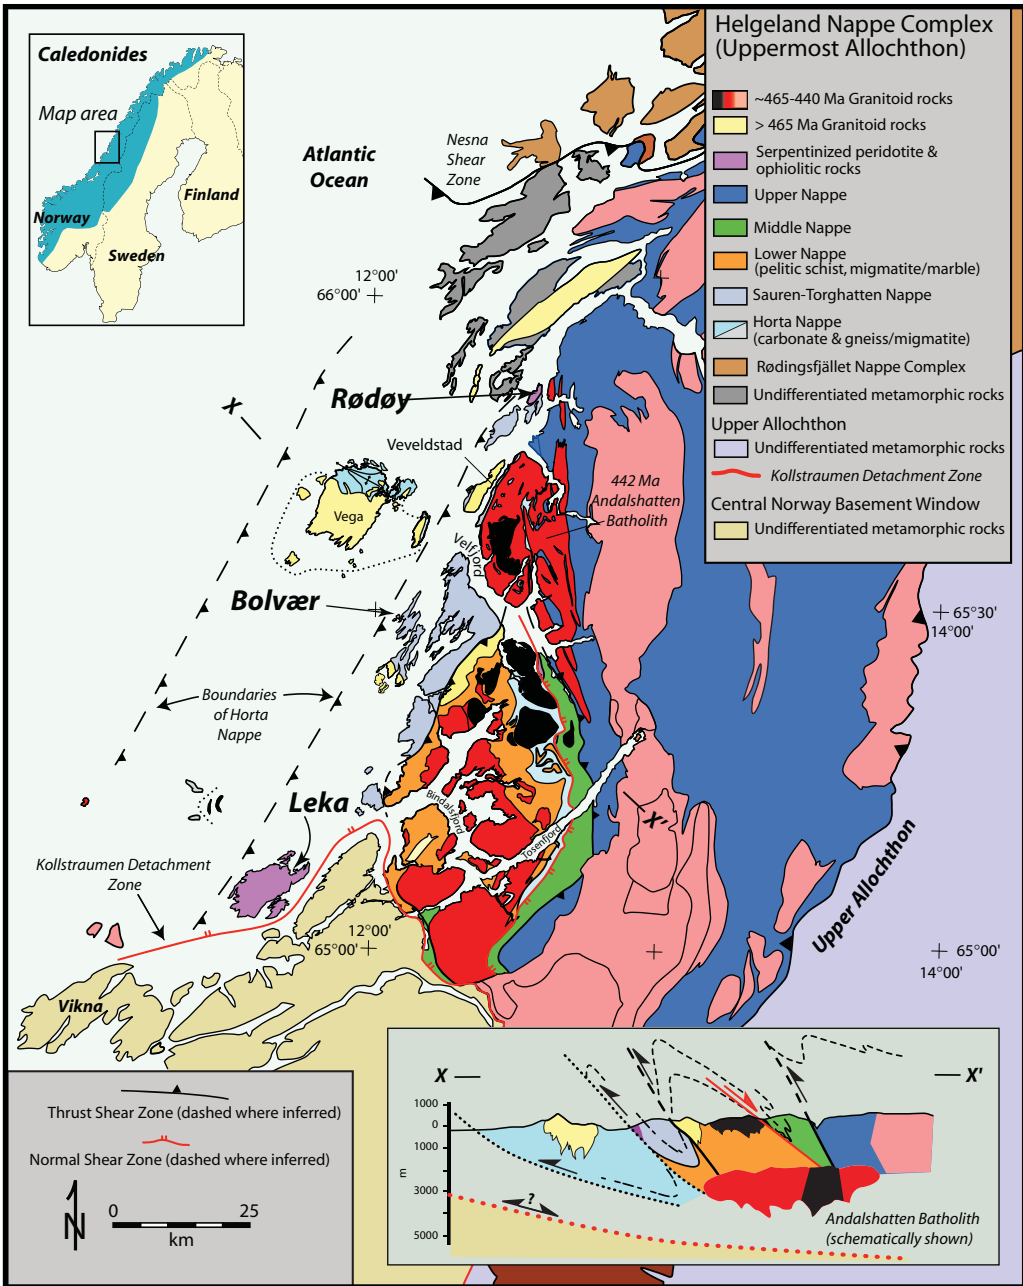 Helgeland Nappe Complex
(Uppermost Allochthon)
~465-440 Ma Granitoid rocks
> 465 Ma Granitoid rocks
Serpentinized peridotite &
ophiolitic rocks
Upper Nappe
Middle Nappe
Lower Nappe
(pelitic schist, migmatite/marble)
Sauren-Torghatten Nappe
Horta Nappe
(carbonate & gneiss/migmatite)
Rødingsfjället Nappe Complex
Undifferentiated metamorphic rocks
Upper Allochthon
Undifferentiated metamorphic rocks
Kollstraumen Detachment Zone
Central Norway Basement Window
Undifferentiated metamorphic rocks
Caledonides
Map area
Norway
Finland
Sweden
Atlantic
Ocean
Nesna
Shear
Zone
12°00'
66°00'
X
Rødøy
Veveldstad
Vega
Velfjord
442 Ma
Andalshatten
Batholith
Bolvær
65°30'
14°00'
Boundaries
of Horta
Nappe
Leka
Bindalsfjord
Tosenfjord
X'
Kollstraumen Detachment
Zone
Upper Allochthon
12°00'
65°00'
65°00'
14°00'
Vikna
Thrust Shear Zone (dashed where inferred)
Normal Shear Zone (dashed where inferred)
N
0
25
km
X
X'
1000
0
1000
m
3000
5000
?
Andalshatten Batholith
(schematically shown)